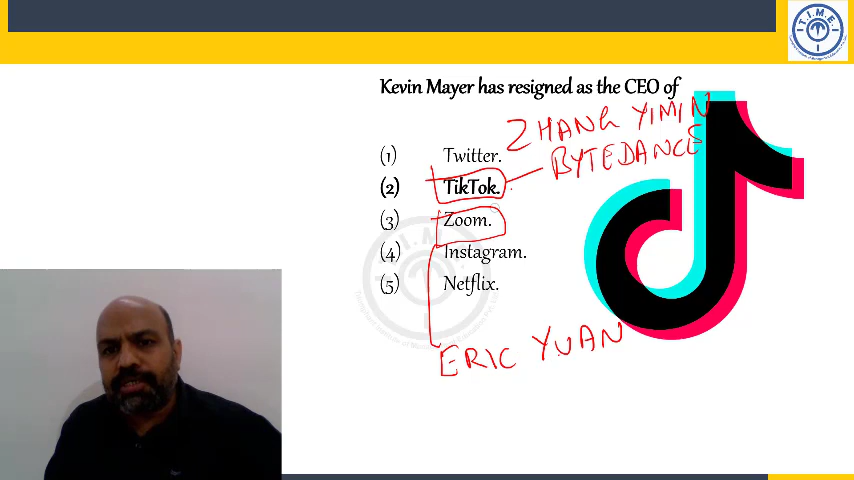 T.I.M.E.
Kevin Mayer has resigned as the CEO of
ZHANG YIMIN
(1) Twitter.
BYTEDANCE
(2) TikTok.
(3) Zoom.
(4) Instagram.
(5) Netflix.
ERIC YUAN